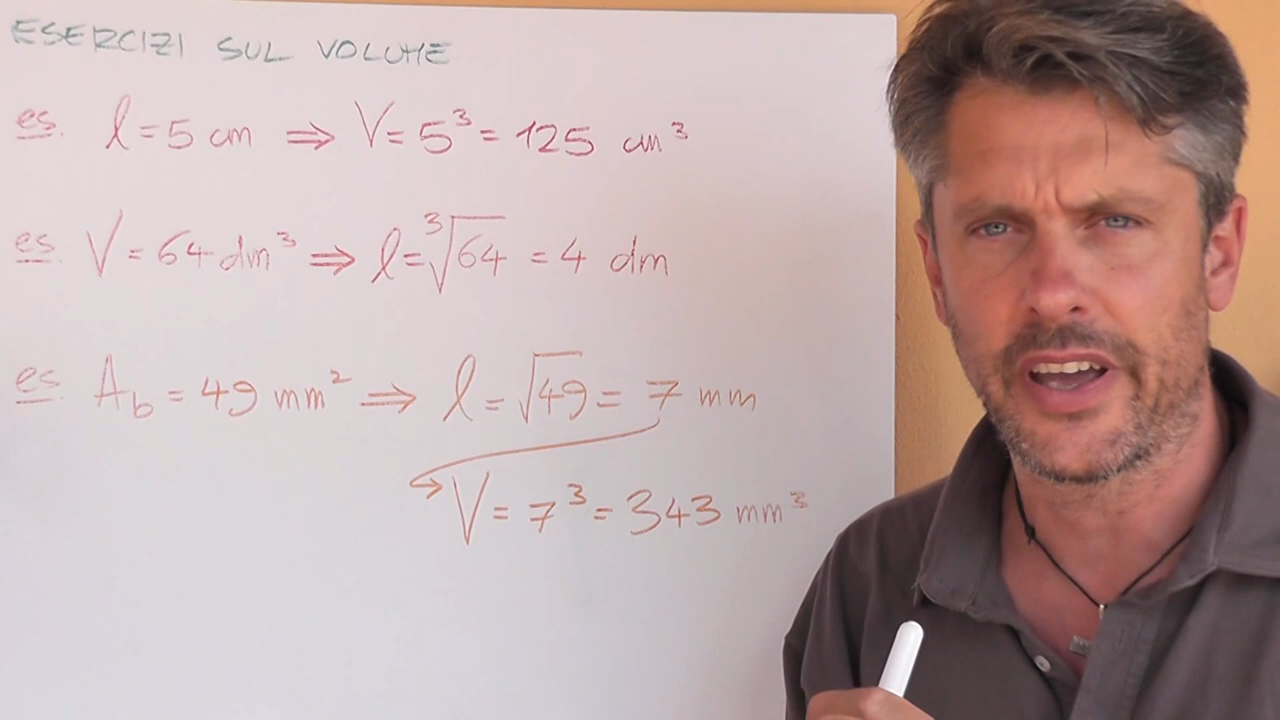 ESERCIZI SUL VOLUME
es. l = 5 cm ⇒ V = 5³ = 125 cm³
es. V = 64 dm³ ⇒ l = ³√64 = 4 dm
es. A_b = 49 mm² ⇒ l = √49 = 7 mm
V = 7³ = 343 mm³